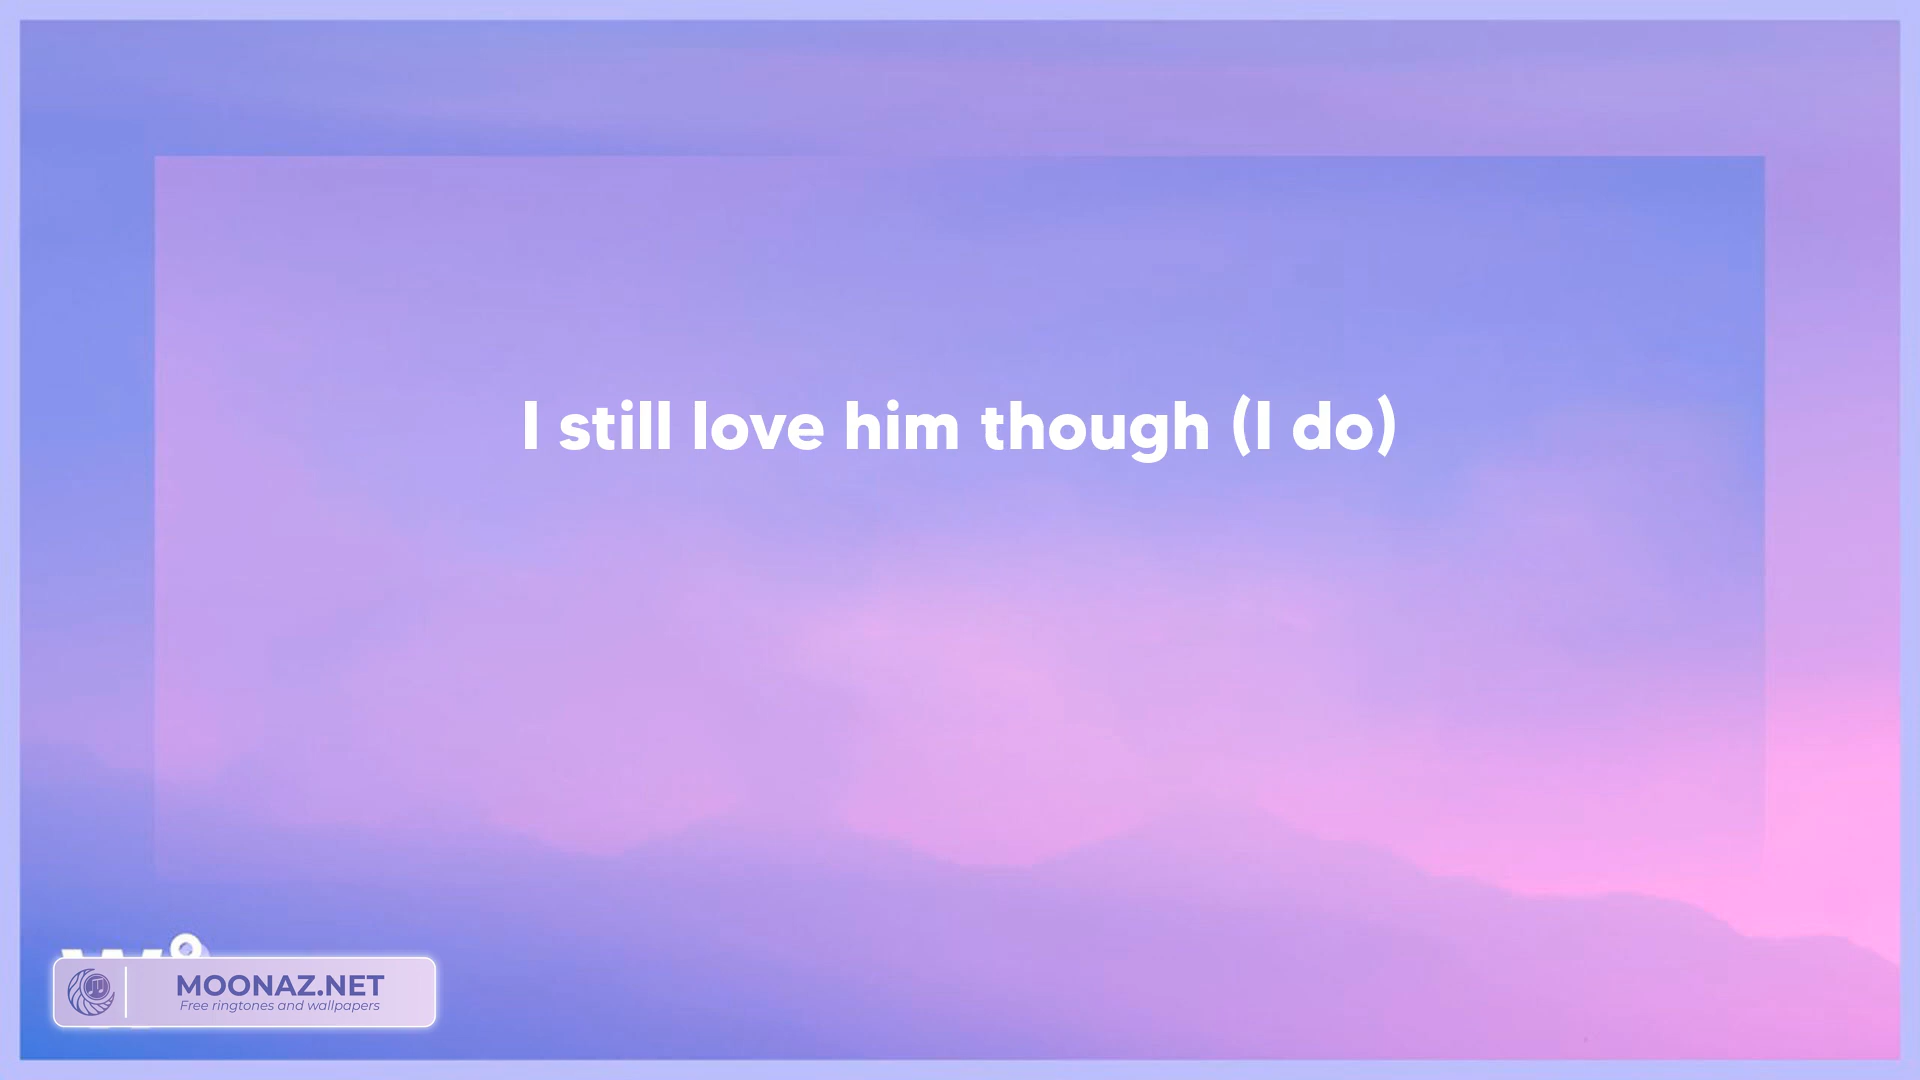 I still love him though (I do)
MOONAZ.NET
Free ringtones and wallpapers